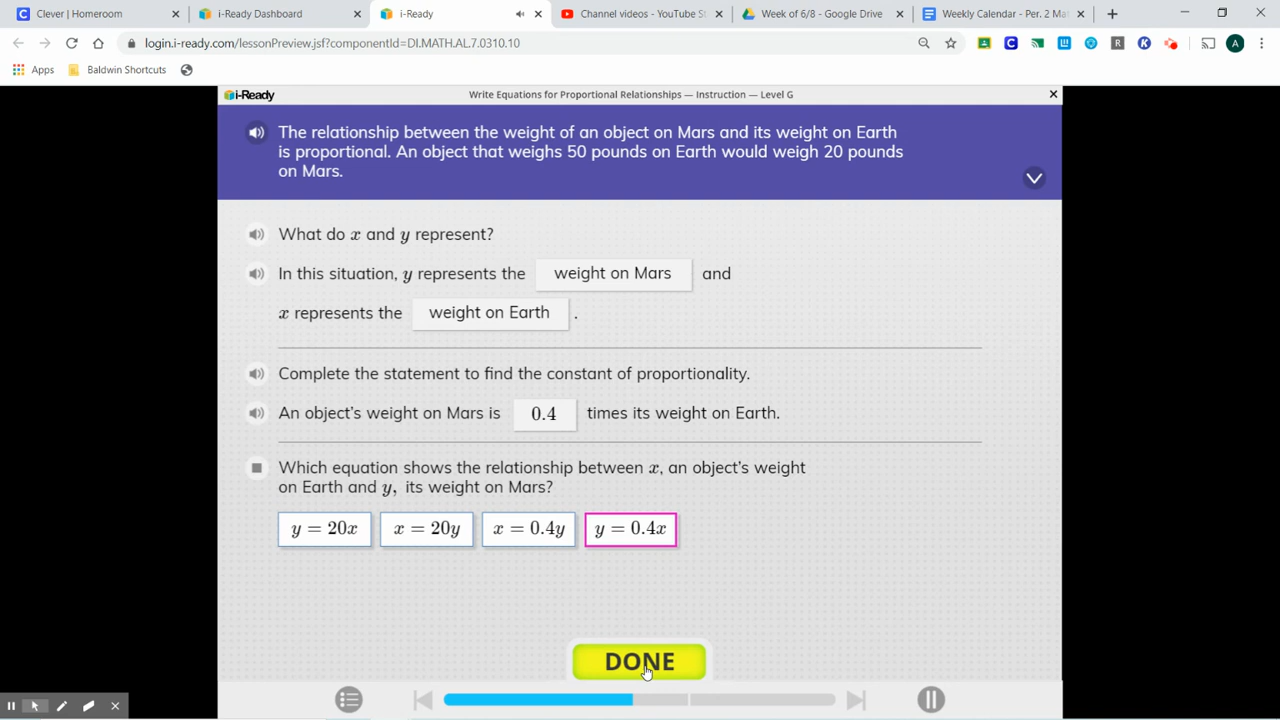 Clever | Homeroom
i-Ready Dashboard
i-Ready
Channel videos - YouTube S
Week of 6/8 - Google Drive
Weekly Calendar - Per. 2 Ma
login.i-ready.com/lessonPreview.jsf?componentId=DI.MATH.AL.7.0310.10
Apps
Baldwin Shortcuts
i-Ready
Write Equations for Proportional Relationships — Instruction — Level G
The relationship between the weight of an object on Mars and its weight on Earth
is proportional. An object that weighs 50 pounds on Earth would weigh 20 pounds
on Mars.
What do x and y represent?
In this situation, y represents the weight on Mars and
x represents the weight on Earth .
Complete the statement to find the constant of proportionality.
An object's weight on Mars is 0.4 times its weight on Earth.
Which equation shows the relationship between x, an object's weight
on Earth and y, its weight on Mars?
y = 20x x = 20y x = 0.4y y = 0.4x
DONE